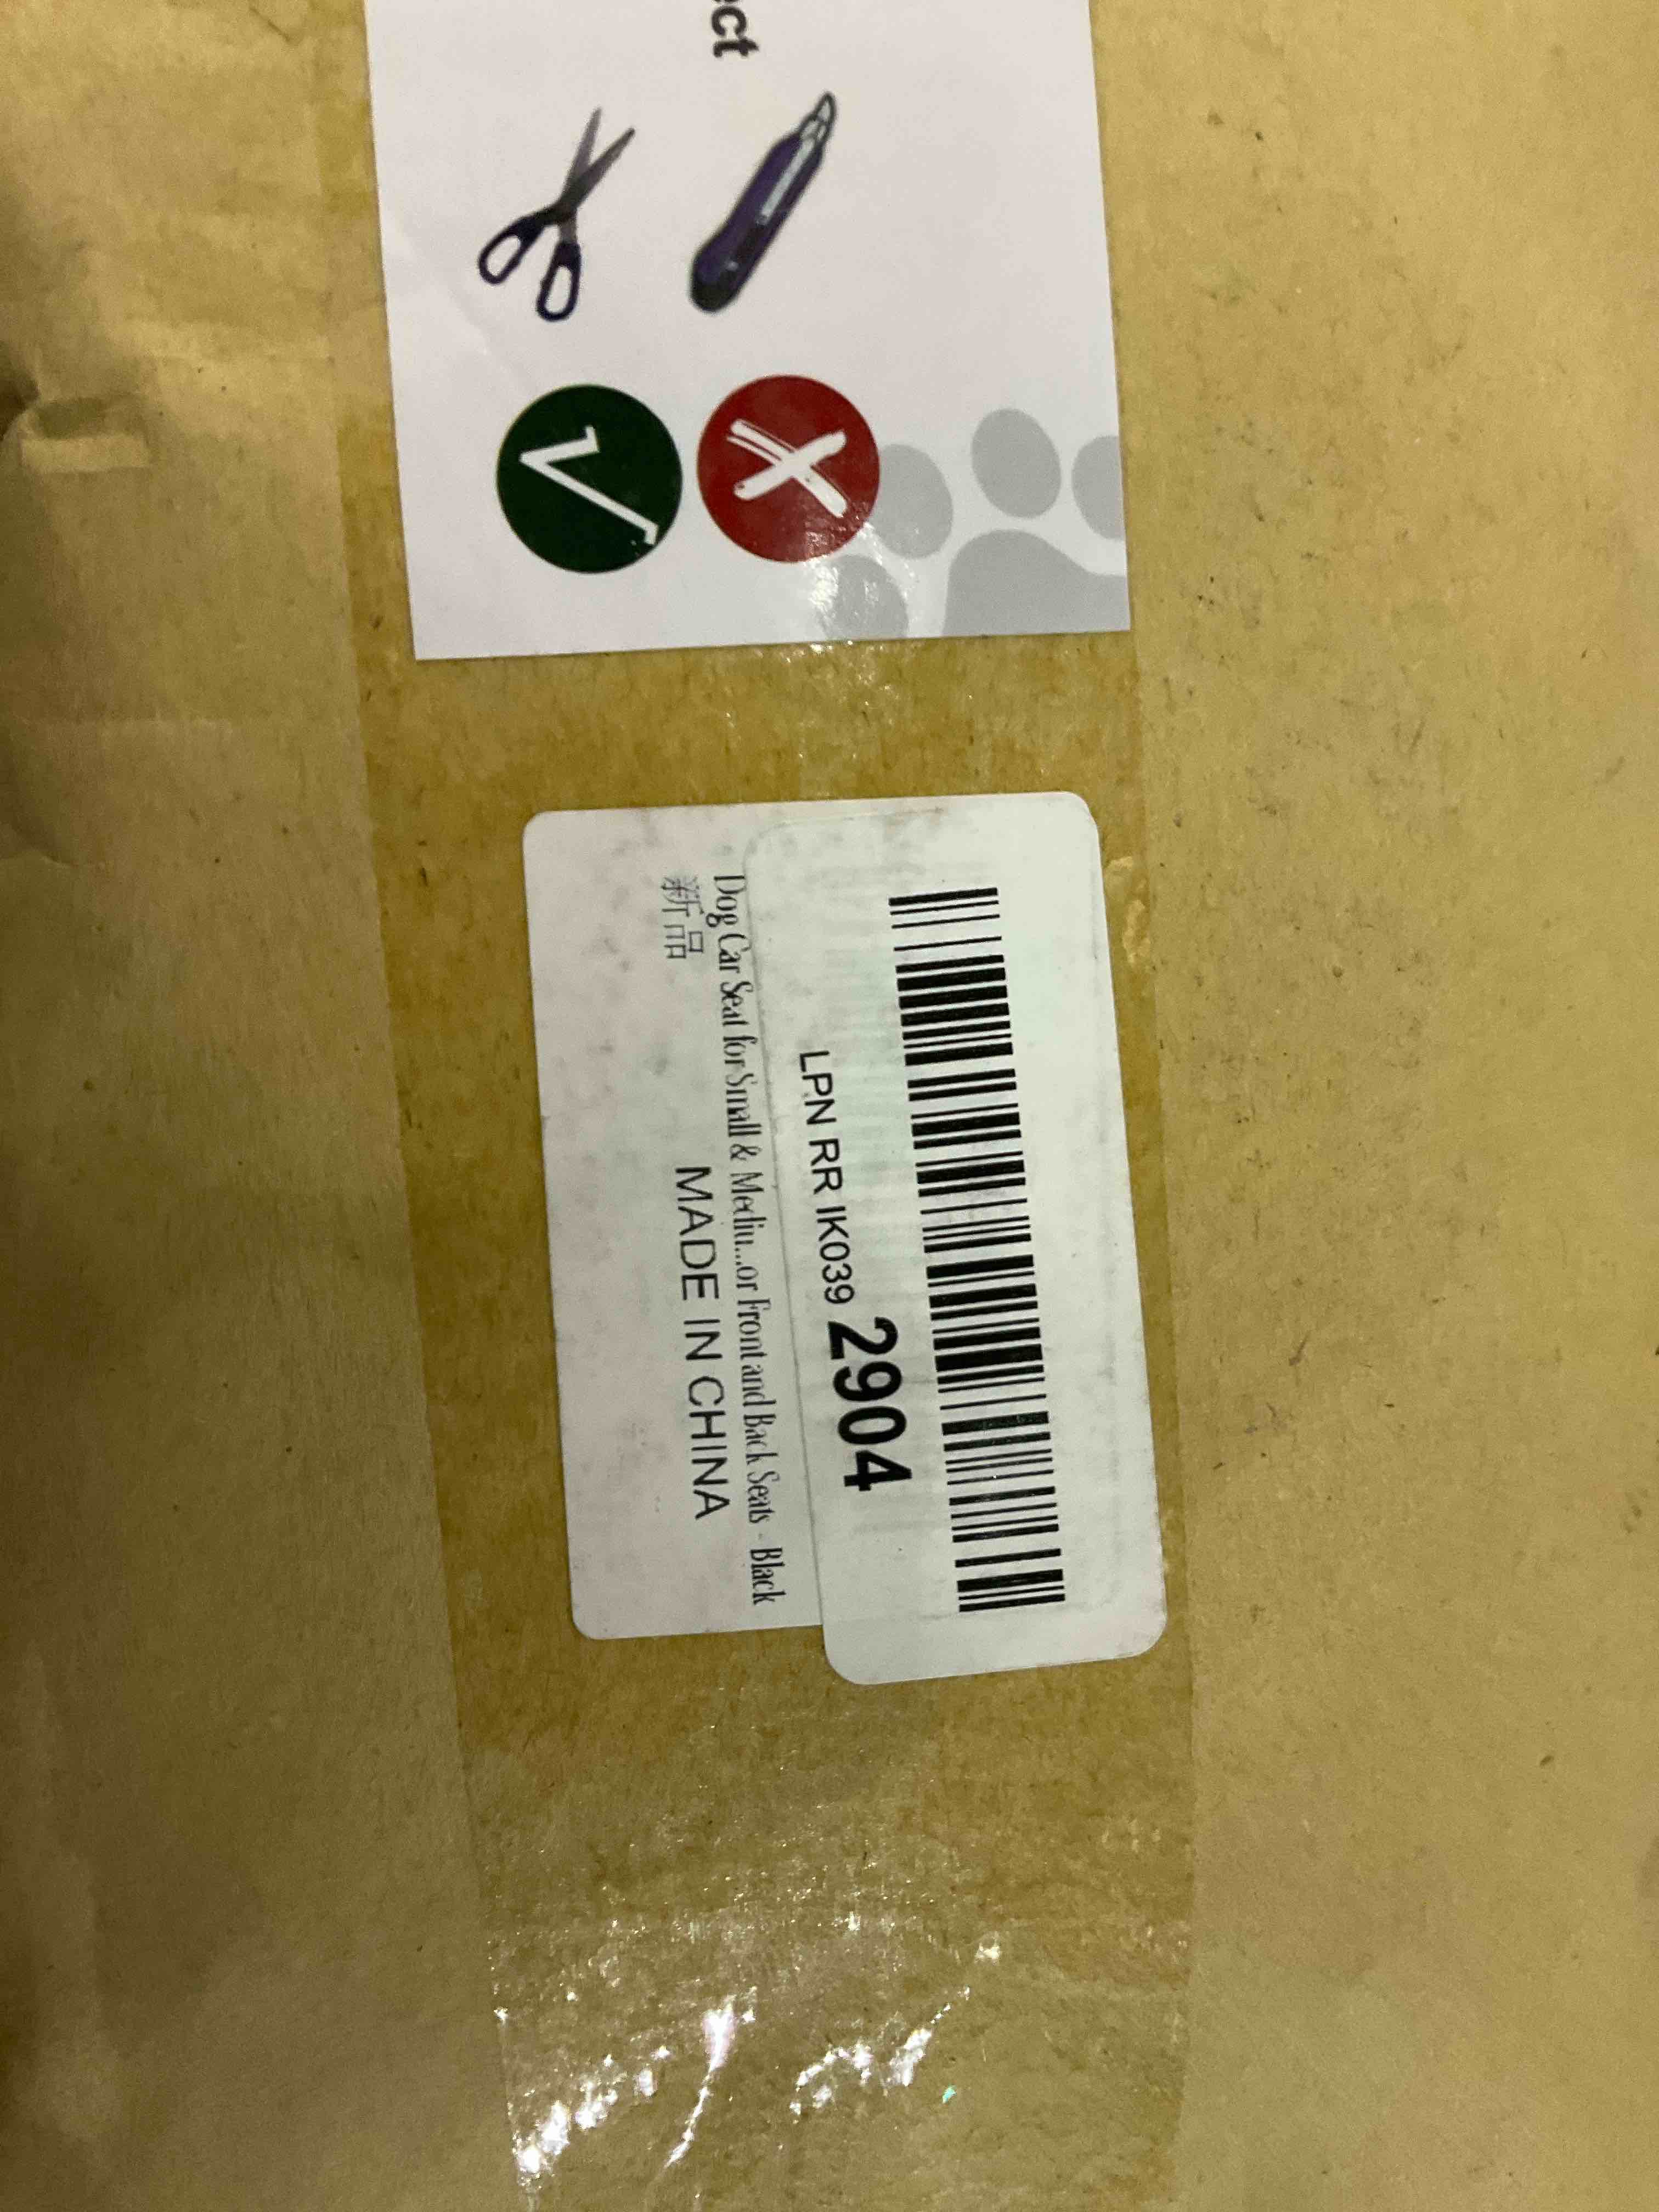 ect
LPN RR IK039 2904
Dog Car Seat for Small & Mediu...or Front and Back Seats - Black
新品
MADE IN CHINA